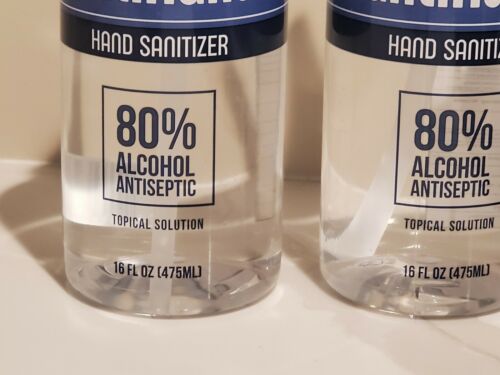 HAND SANITIZER
80%
ALCOHOL
ANTISEPTIC
TOPICAL SOLUTION
16 FL OZ (475ML)
HAND SANITI
80%
ALCOHOL
ANTISEPTIC
TOPICAL SOLUTION
16 FL OZ (475ML)